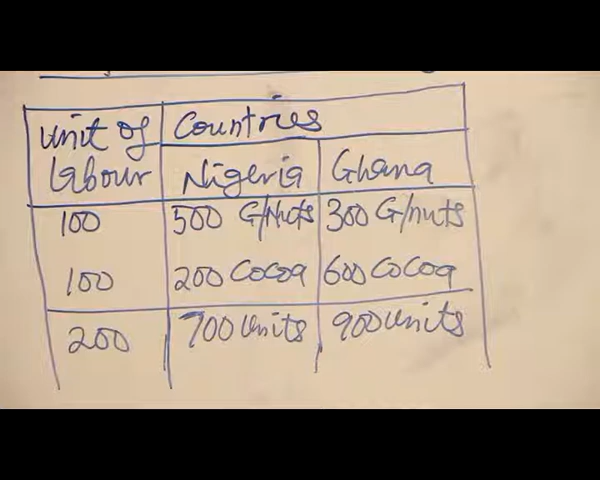 Unit of Labour | Countries
Nigeria | Ghana
100 | 500 G/Nuts | 300 G/nuts
100 | 200 Cocoa | 600 Cocoa
200 | 700 Units | 900 Units